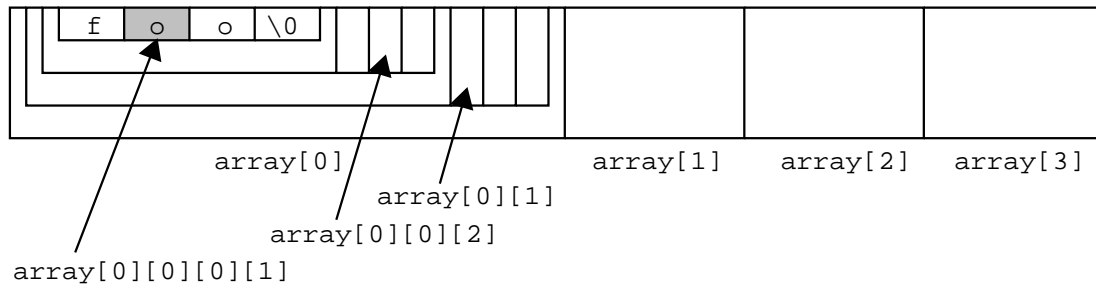 f o o \0
array[0] array[1] array[2] array[3]
array[0][1]
array[0][0][2]
array[0][0][0][1]